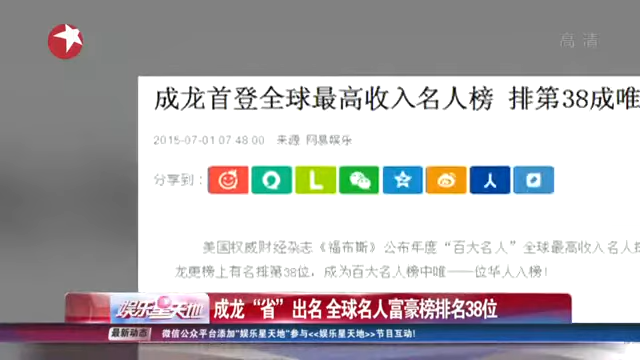 高清
成龙首登全球最高收入名人榜 排第38成唯
2015-07-01 07:48:00 来源 网易娱乐
分享到：
美国权威财经杂志《福布斯》公布年度“百大名人”全球最高收入名人
龙更榜上有名排第38位，成为百大名人榜中唯一一位华人入榜！
娱乐星天地
成龙“省”出名 全球名人富豪榜排名38位
最新动态
微信公众平台添加“娱乐星天地”参与<<娱乐星天地>>节目互动！